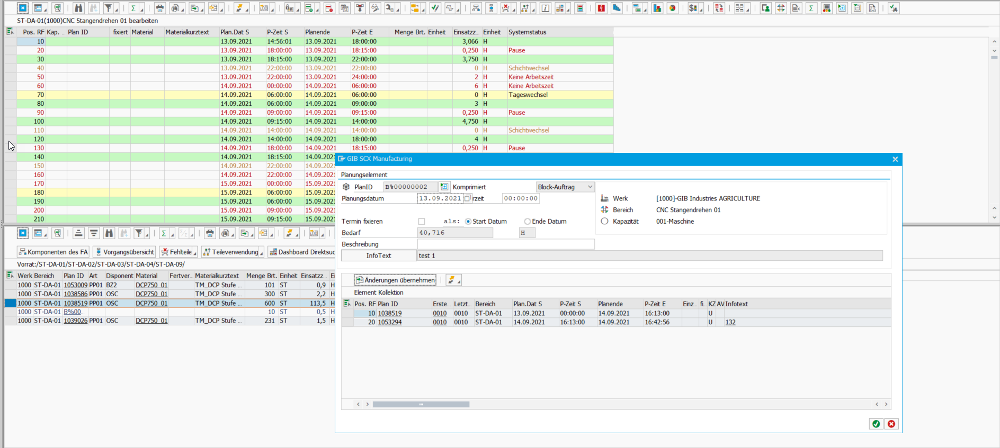 ST-DA-01(1000)CNC Stangendrehen 01 bearbeiten
Pos. RF Kap. ... Plan ID fixiert Material Materialkurztext Plan.Dat S P-Zeit S Planende P-Zeit E Menge Brt. Einheit Einsatzz... Einheit Systemstatus
10 13.09.2021 14:56:01 13.09.2021 18:00:00 3,066 H
20 13.09.2021 18:00:00 13.09.2021 18:15:00 0,250 H Pause
30 13.09.2021 18:15:00 13.09.2021 22:00:00 3,750 H
40 13.09.2021 22:00:00 13.09.2021 22:00:00 0 H Schichtwechsel
50 13.09.2021 22:00:00 13.09.2021 24:00:00 2 H Keine Arbeitszeit
60 14.09.2021 00:00:00 14.09.2021 06:00:00 6 H Keine Arbeitszeit
70 14.09.2021 06:00:00 14.09.2021 06:00:00 0 H Tageswechsel
80 14.09.2021 06:00:00 14.09.2021 09:00:00 3 H
90 14.09.2021 09:00:00 14.09.2021 09:15:00 0,250 H Pause
100 14.09.2021 09:15:00 14.09.2021 14:00:00 4,750 H
110 14.09.2021 14:00:00 14.09.2021 14:00:00 0 H Schichtwechsel
120 14.09.2021 14:00:00 14.09.2021 18:00:00 4 H
130 14.09.2021 18:00:00 14.09.2021 18:15:00 0,250 H Pause
140 14.09.2021 18:15:00 14.09.202
150 14.09.2021 22:00:00 14.09.202
160 14.09.2021 22:00:00 14.09.202
170 15.09.2021 00:00:00 15.09.202
180 15.09.2021 06:00:00 15.09.202
190 15.09.2021 06:00:00 15.09.202
200 15.09.2021 09:00:00 15.09.202
210 15.09.2021 09:15:00 15.09.202
Komponenten des FA Vorgangsübersicht Fehlteile Teileverwendung Dashboard Direktsuc
Vorrat:/ST-DA-01/ST-DA-02/ST-DA-03/ST-DA-04/ST-DA-09/
Werk Bereich Plan ID Art Disponent Material Fertver... Materialkurztext Menge Brt. Einheit Einsatzz... E
1000 ST-DA-01 1053009 PP01 BZ2 DCP750_01 TM_DCP Stufe ... 101 ST 0,9 H
1000 ST-DA-01 1038586 PP01 OSC DCP750_01 TM_DCP Stufe ... 300 ST 2,2 H
1000 ST-DA-01 1038519 PP01 OSC DCP750_01 TM_DCP Stufe ... 600 ST 113,5 H
1000 ST-DA-01 B%00... 10 ST 0,5 H
1000 ST-DA-01 1039026 PP01 OSC DCP750_01 TM_DCP Stufe ... 231 ST 1,5 H
GIB SCX Manufacturing
Planungselement
PlanID B%00000002 Komprimiert Block-Auftrag
Planungsdatum 13.09.2021 rzeit 00:00:00 Werk [1000]-GIB Industries AGRICULTURE
Bereich CNC Stangendrehen 01
Termin fixieren als: Start Datum Ende Datum Kapazität 001-Maschine
Bedarf 40,716 H
Beschreibung
InfoText test 1
Änderungen übernehmen
Element Kollektion
Pos. RF Plan ID Erste... Letzt... Bereich Plan.Dat S P-Zeit S Planende P-Zeit E Einz... fi... KZ AV Infotext
10 1038519 0010 0010 ST-DA-01 13.09.2021 00:00:00 14.09.2021 16:13:00 U
20 1053294 0010 0010 ST-DA-01 14.09.2021 16:13:00 14.09.2021 16:42:56 U 132